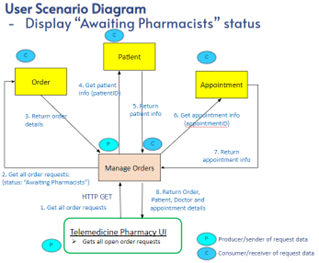 User Scenario Diagram
- Display “Awaiting Pharmacists” status
C
C
C
Patient
Order
Appointment
4. Get patient
info (patientID)
5. Return
patient info
3. Return order
details
6. Get appointment info
(appointmentID)
P
C
7. Return
appointment info
2. Get all order requests:
(status: “Awaiting Pharmacists”)
Manage Orders
HTTP GET
1. Get all order requests
8. Return Order,
Patient, Doctor and
appointment details
Telemedicine Pharmacy UI
➢ Gets all open order requests
P
P
Producer/sender of request data
C
Consumer/receiver of request data